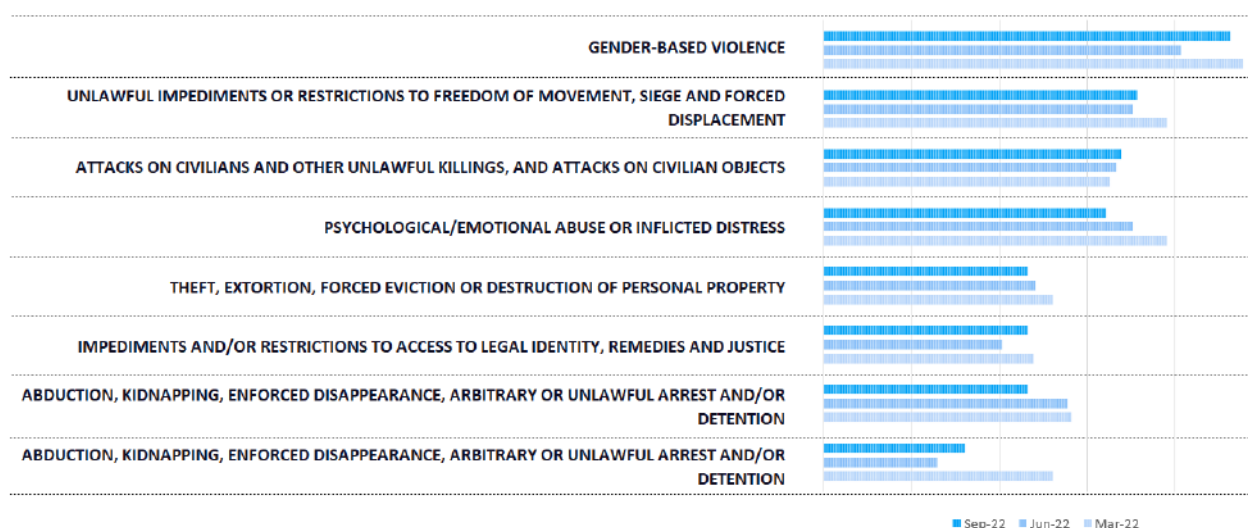 GENDER-BASED VIOLENCE
UNLAWFUL IMPEDIMENTS OR RESTRICTIONS TO FREEDOM OF MOVEMENT, SIEGE AND FORCED
DISPLACEMENT
ATTACKS ON CIVILIANS AND OTHER UNLAWFUL KILLINGS, AND ATTACKS ON CIVILIAN OBJECTS
PSYCHOLOGICAL/EMOTIONAL ABUSE OR INFLICTED DISTRESS
THEFT, EXTORTION, FORCED EVICTION OR DESTRUCTION OF PERSONAL PROPERTY
IMPEDIMENTS AND/OR RESTRICTIONS TO ACCESS TO LEGAL IDENTITY, REMEDIES AND JUSTICE
ABDUCTION, KIDNAPPING, ENFORCED DISAPPEARANCE, ARBITRARY OR UNLAWFUL ARREST AND/OR
DETENTION
ABDUCTION, KIDNAPPING, ENFORCED DISAPPEARANCE, ARBITRARY OR UNLAWFUL ARREST AND/OR
DETENTION
Sep-22 Jun-22 Mar-22